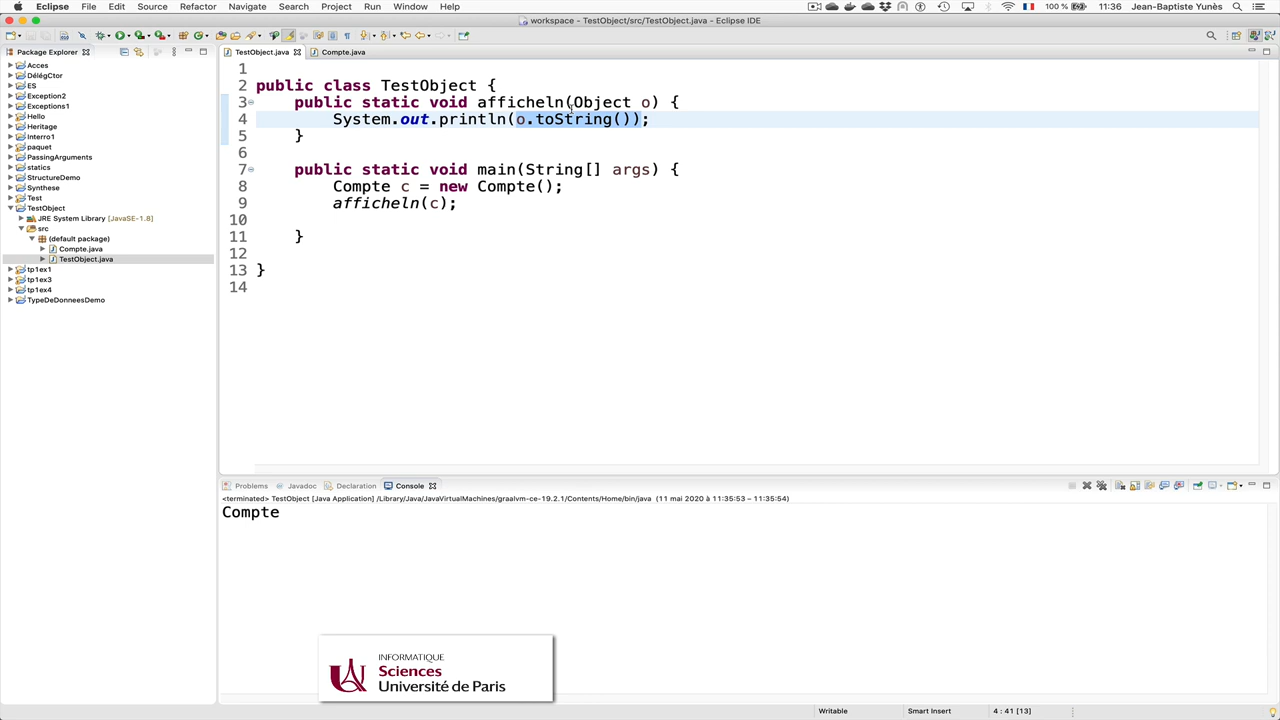 Eclipse File Edit Source Refactor Navigate Search Project Run Window Help 100 % 11:36 Jean-Baptiste Yunès
workspace - TestObject/src/TestObject.java - Eclipse IDE
Package Explorer
Acces
DélégCtor
ES
Exception2
Exceptions1
Hello
Heritage
Interro1
paquet
PassingArguments
statics
StructureDemo
Synthese
Test
TestObject
JRE System Library [JavaSE-1.8]
src
(default package)
Compte.java
TestObject.java
tp1ex1
tp1ex3
tp1ex4
TypeDeDonneesDemo
TestObject.java Compte.java
1
2 public class TestObject {
3 public static void afficheln(Object o) {
4 System.out.println(o.toString());
5 }
6
7 public static void main(String[] args) {
8 Compte c = new Compte();
9 afficheln(c);
10
11 }
12
13 }
14
Problems Javadoc Declaration Console
<terminated> TestObject [Java Application] /Library/Java/JavaVirtualMachines/graalvm-ce-19.2.1/Contents/Home/bin/java (11 mai 2020 à 11:35:53 – 11:35:54)
Compte
INFORMATIQUE
Sciences
Université de Paris
Writable Smart Insert 4 : 41 [13]